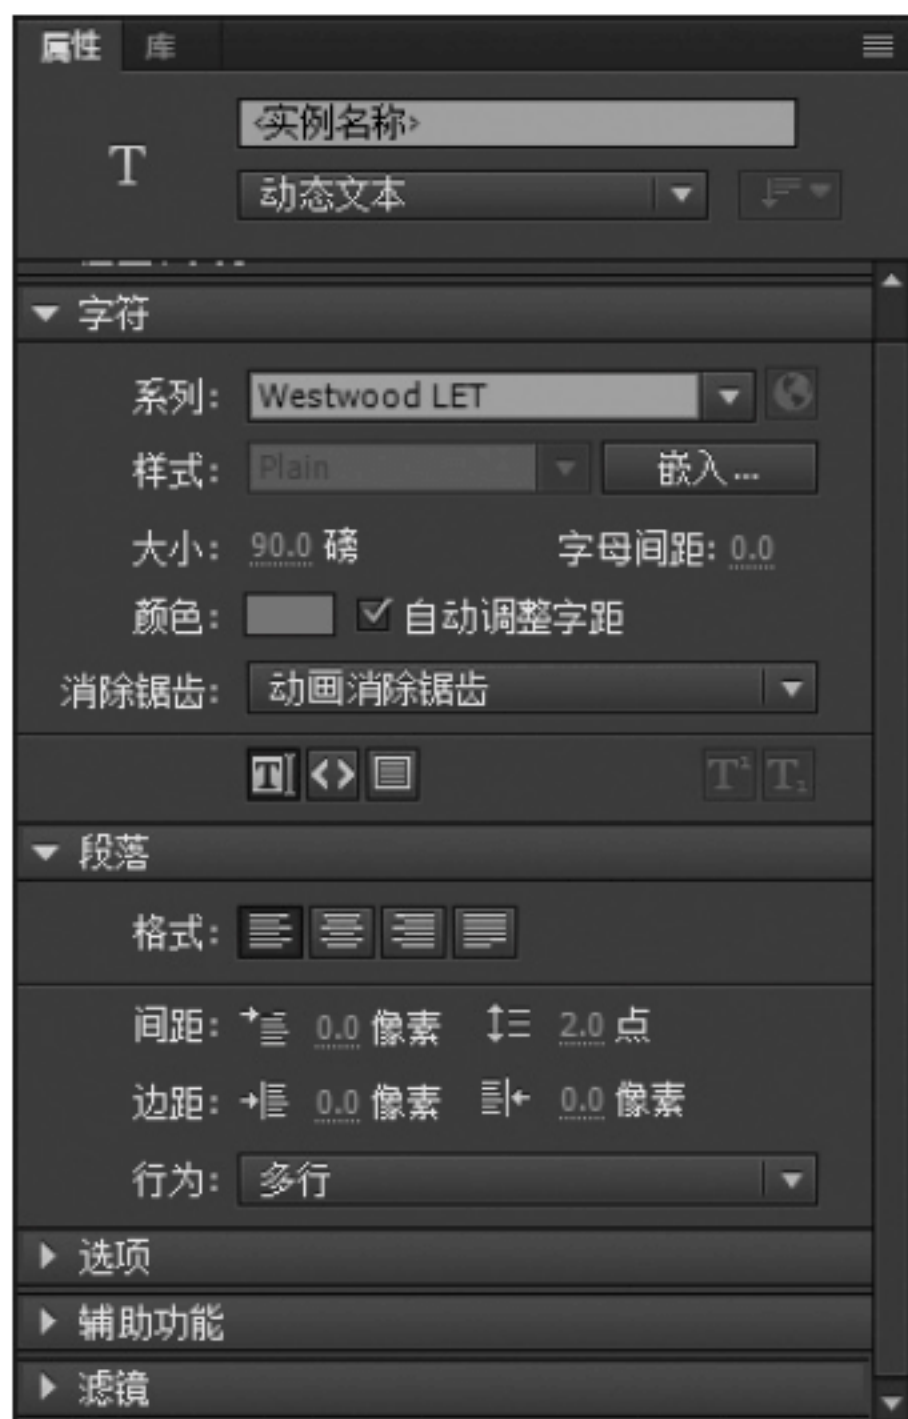 属性 库
T
<实例名称>
动态文本
字符
系列: Westwood LET
样式: Plain 嵌入...
大小: 90.0 磅 字母间距: 0.0
颜色: 自动调整字距
消除锯齿: 动画消除锯齿
段落
格式:
间距: 0.0 像素 2.0 点
边距: 0.0 像素 0.0 像素
行为: 多行
选项
辅助功能
滤镜